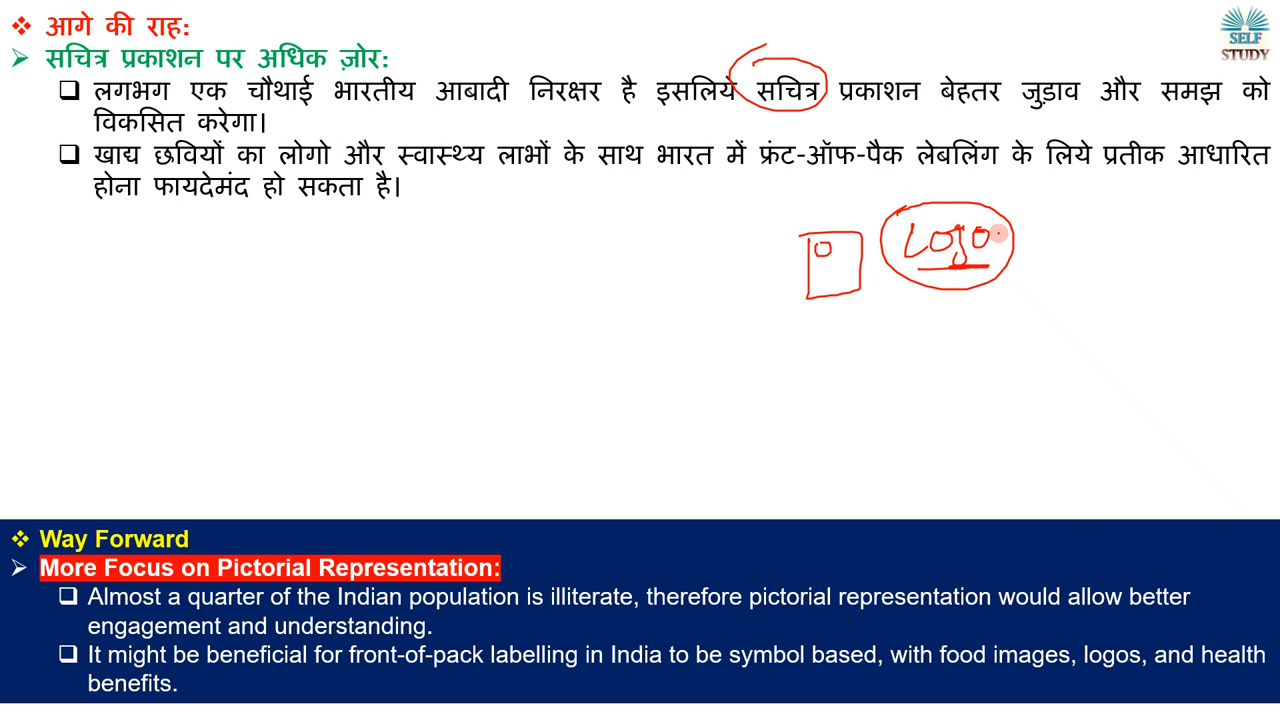 ❖ आगे की राह:
➢ सचित्र प्रकाशन पर अधिक ज़ोर:
❑ लगभग एक चौथाई भारतीय आबादी निरक्षर है इसलिये सचित्र प्रकाशन बेहतर जुड़ाव और समझ को
विकसित करेगा।
❑ खाद्य छवियों का लोगो और स्वास्थ्य लाभों के साथ भारत में फ्रंट-ऑफ-पैक लेबलिंग के लिये प्रतीक आधारित
होना फायदेमंद हो सकता है।
SELF
STUDY
Logo
❖ Way Forward
➢ More Focus on Pictorial Representation:
❑ Almost a quarter of the Indian population is illiterate, therefore pictorial representation would allow better
engagement and understanding.
❑ It might be beneficial for front-of-pack labelling in India to be symbol based, with food images, logos, and health
benefits.